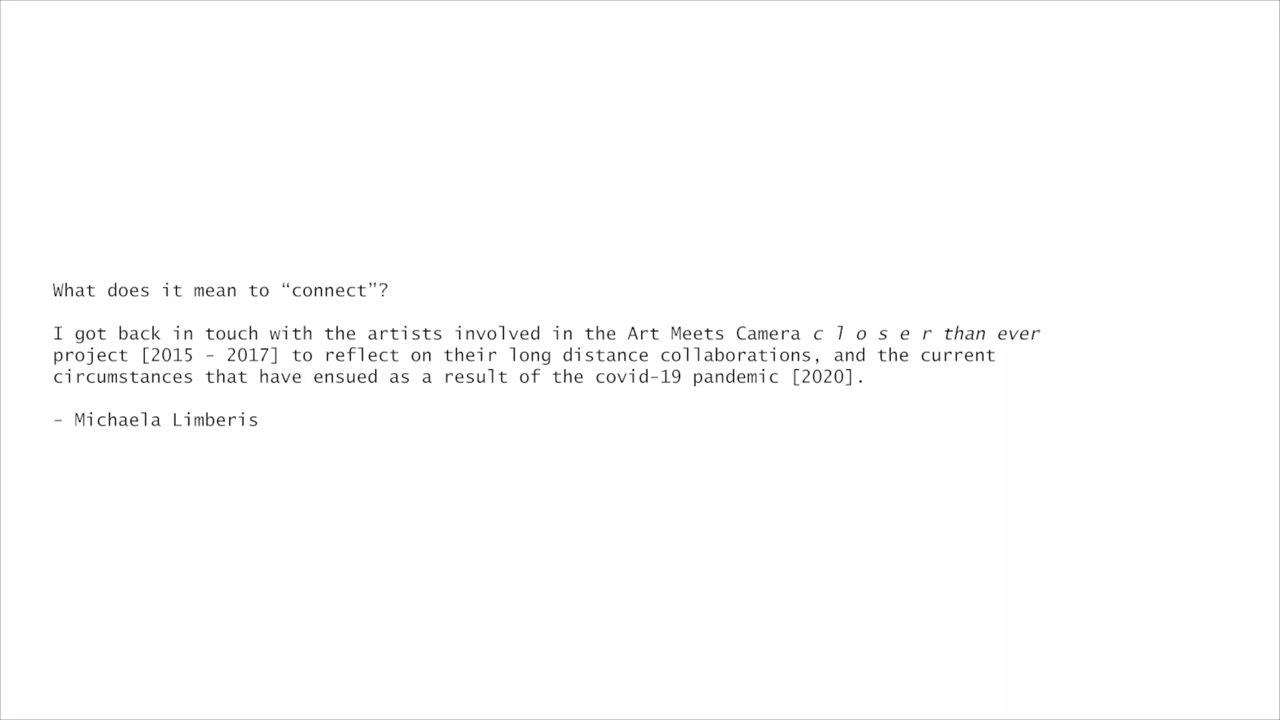 What does it mean to “connect”?
I got back in touch with the artists involved in the Art Meets Camera c l o s e r than ever
project [2015 – 2017] to reflect on their long distance collaborations, and the current
circumstances that have ensued as a result of the covid-19 pandemic [2020].
– Michaela Limberis